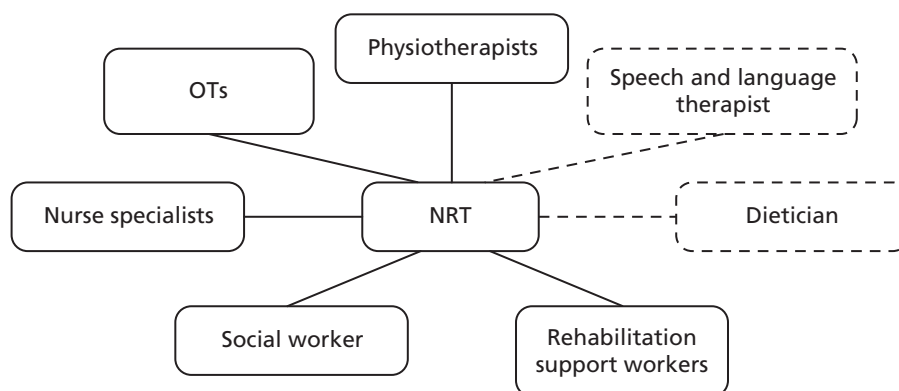 Physiotherapists
OTs
Speech and language
therapist
Nurse specialists
NRT
Dietician
Social worker
Rehabilitation
support workers